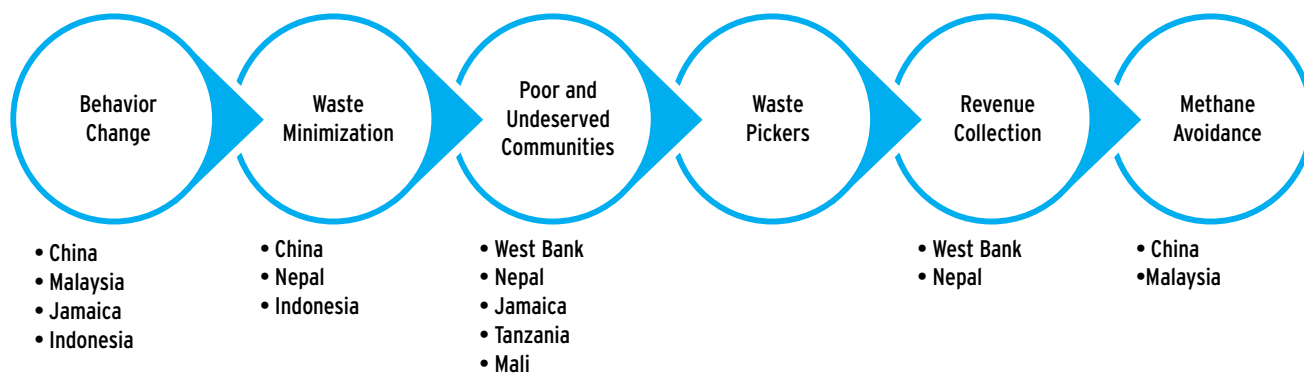 Behavior
Change
Waste
Minimization
Poor and
Undeserved
Communities
Waste
Pickers
Revenue
Collection
Methane
Avoidance
• China
• Malaysia
• Jamaica
• Indonesia
• China
• Nepal
• Indonesia
• West Bank
• Nepal
• Jamaica
• Tanzania
• Mali
• West Bank
• Nepal
• China
•Malaysia